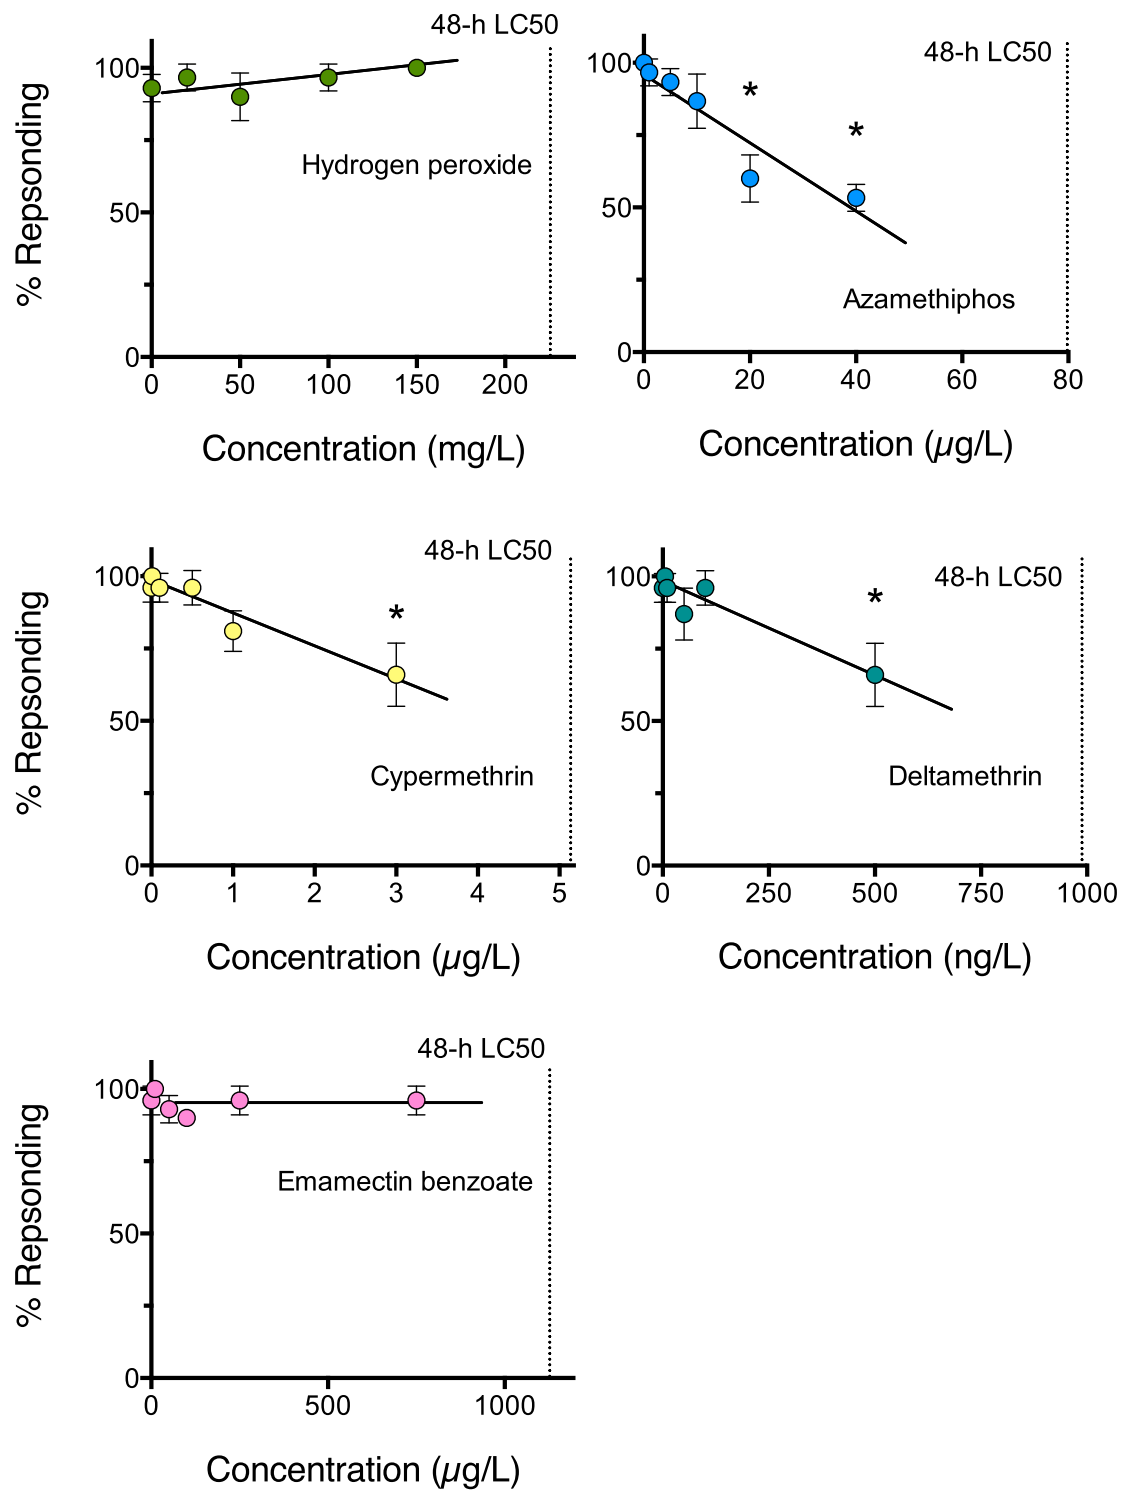 48-h LC50
100
50
0
% Repsonding
Hydrogen peroxide
0 50 100 150 200
Concentration (mg/L)
48-h LC50
100
50
0
*
*
Azamethiphos
0 20 40 60 80
Concentration (µg/L)
48-h LC50
100
50
0
% Repsonding
*
Cypermethrin
0 1 2 3 4 5
Concentration (µg/L)
48-h LC50
100
50
0
*
Deltamethrin
0 250 500 750 1000
Concentration (ng/L)
48-h LC50
100
50
0
% Repsonding
Emamectin benzoate
0 500 1000
Concentration (µg/L)